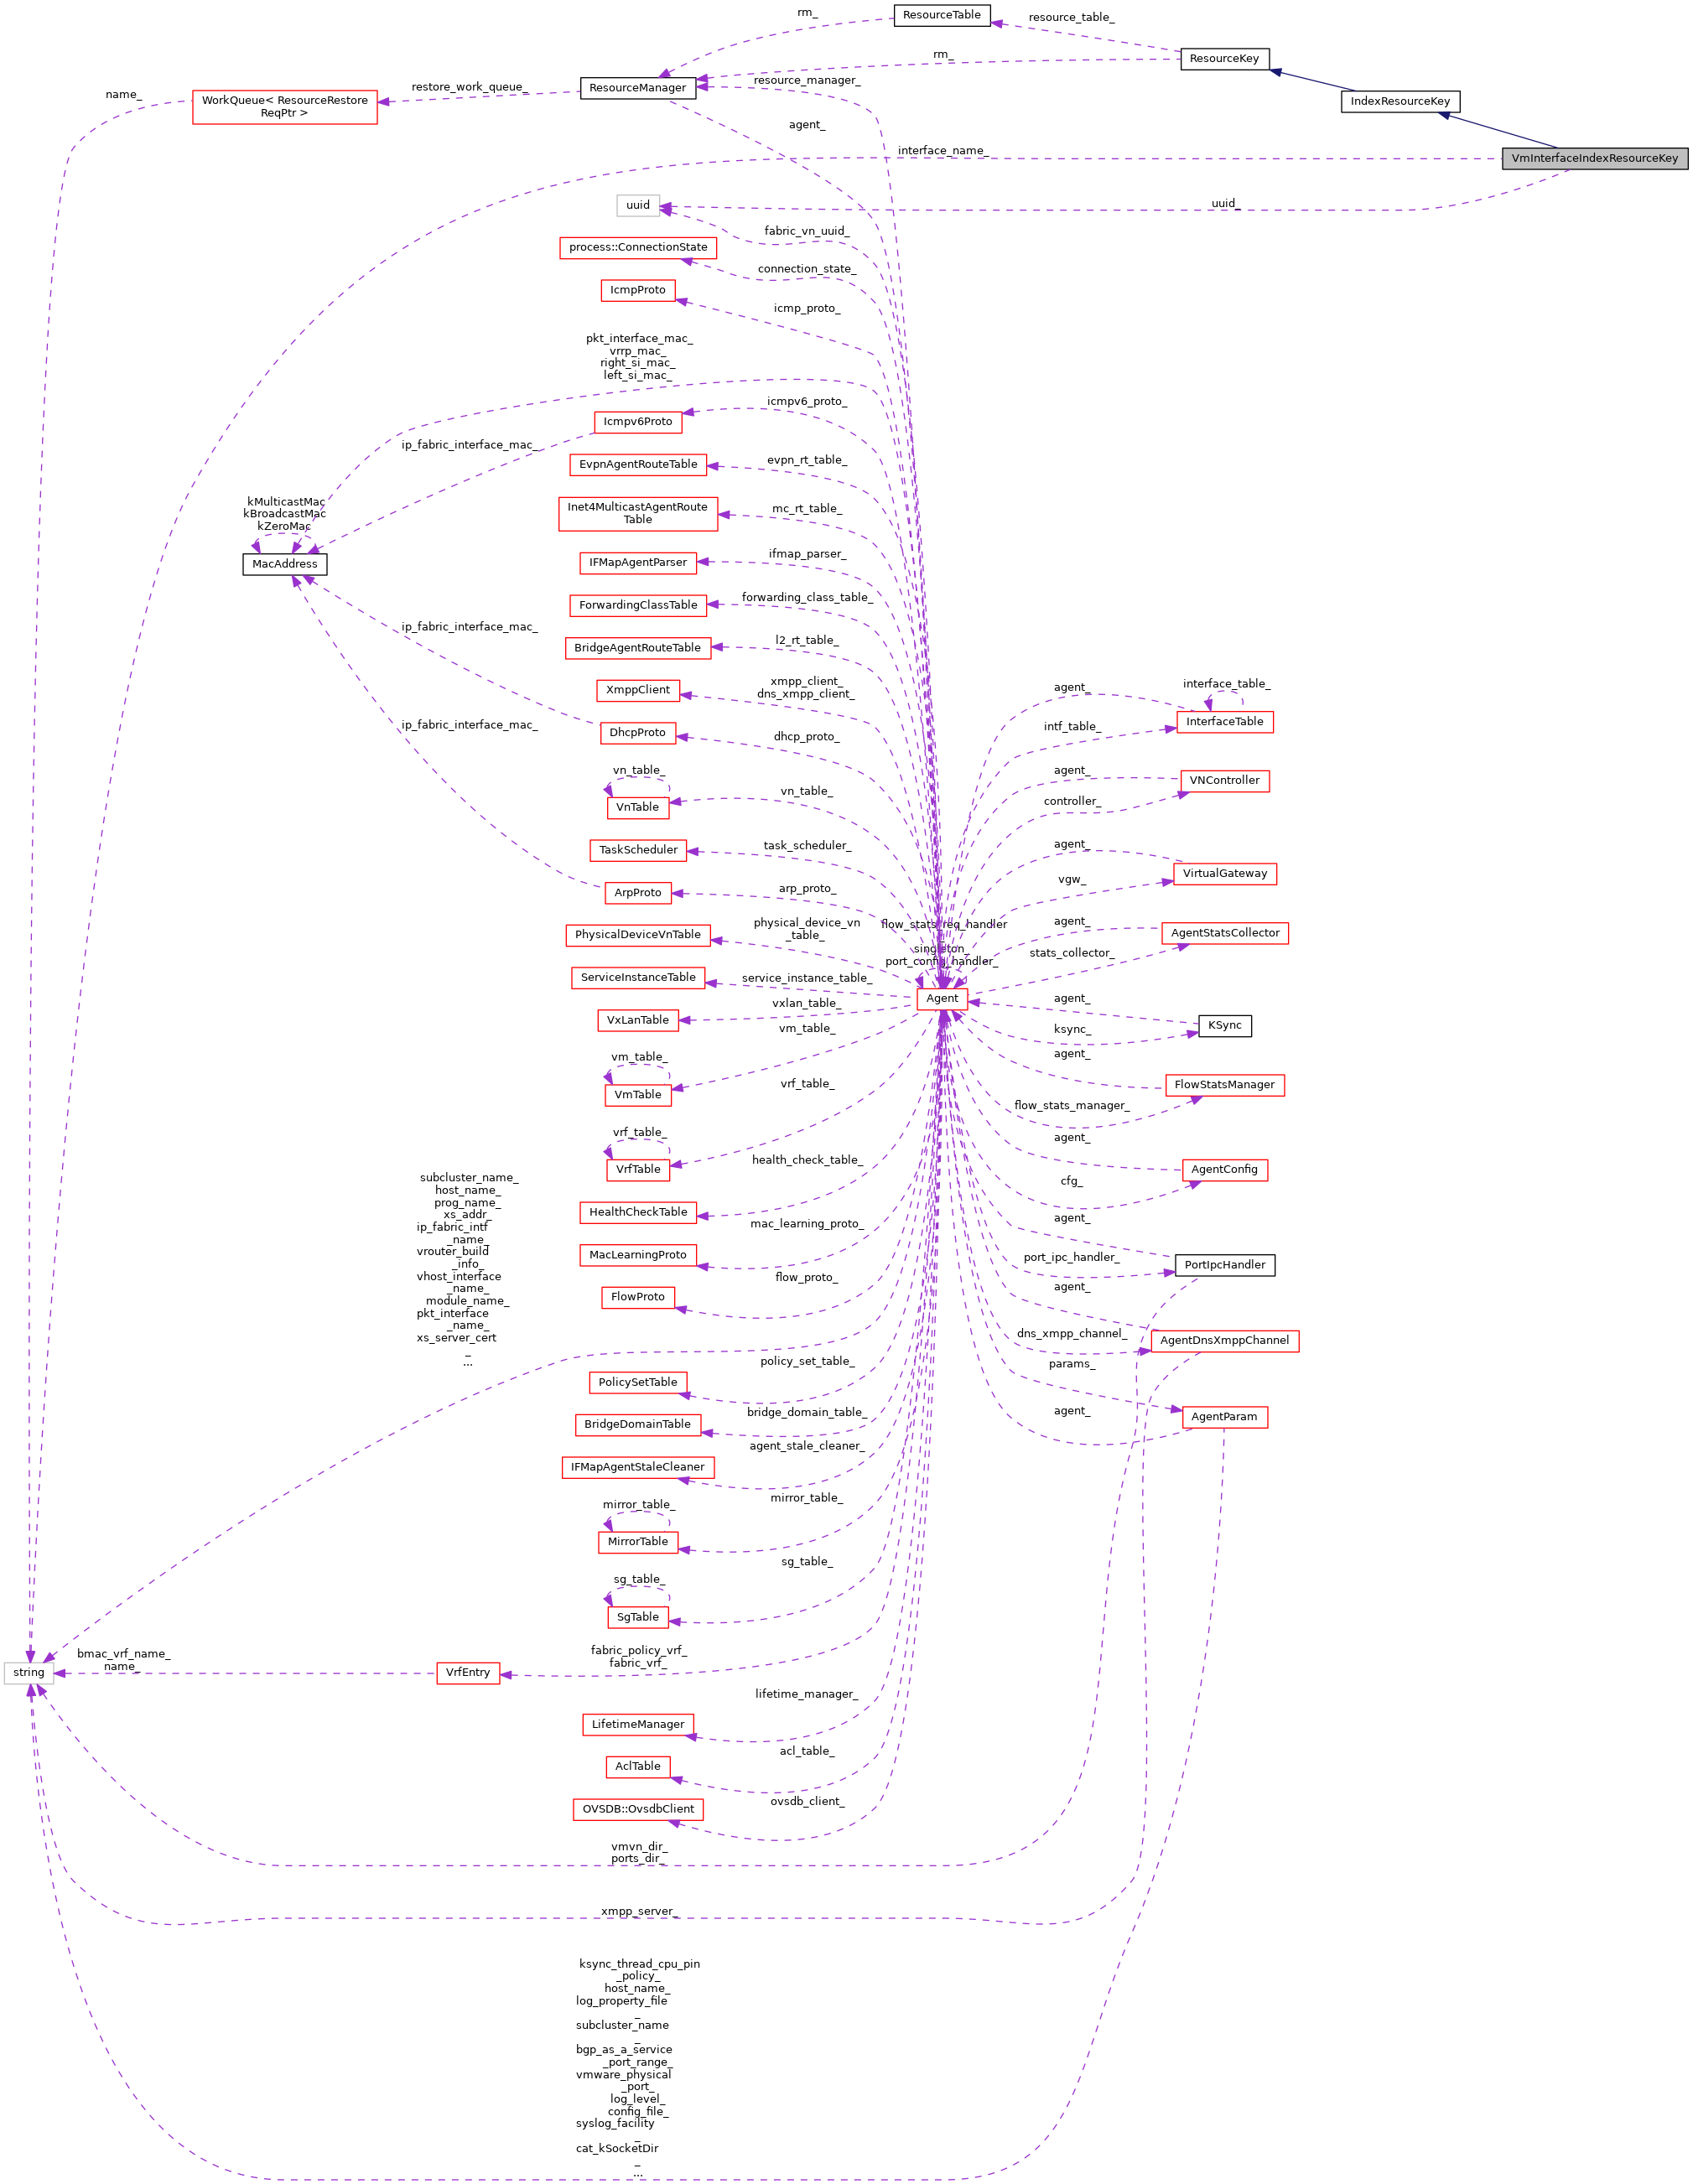 rm_
ResourceTable
resource_table_
ResourceKey
rm_
resource_manager_
ResourceManager
restore_work_queue_
WorkQueue< ResourceRestore
ReqPtr >
name_
IndexResourceKey
agent_
interface_name_
VmInterfaceIndexResourceKey
uuid
uuid_
fabric_vn_uuid_
process::ConnectionState
connection_state_
IcmpProto
icmp_proto_
pkt_interface_mac_
vrrp_mac_
right_si_mac_
left_si_mac_
icmpv6_proto_
Icmpv6Proto
ip_fabric_interface_mac_
EvpnAgentRouteTable
evpn_rt_table_
kMulticastMac
kBroadcastMac
kZeroMac
Inet4MulticastAgentRoute
Table
mc_rt_table_
MacAddress
IFMapAgentParser
ifmap_parser_
ForwardingClassTable
forwarding_class_table_
ip_fabric_interface_mac_
BridgeAgentRouteTable
l2_rt_table_
XmppClient
xmpp_client_
dns_xmpp_client_
agent_
interface_table_
InterfaceTable
intf_table_
ip_fabric_interface_mac_
DhcpProto
dhcp_proto_
vn_table_
VnTable
vn_table_
agent_
VNController
controller_
TaskScheduler
task_scheduler_
agent_
VirtualGateway
vgw_
ArpProto
arp_proto_
PhysicalDeviceVnTable
physical_device_vn
_table_
flow_stats_req_handler
_
singleton_
port_config_handler_
agent_
AgentStatsCollector
stats_collector_
ServiceInstanceTable
service_instance_table_
Agent
VxLanTable
vxlan_table_
agent_
KSync
ksync_
vm_table_
vm_table_
VmTable
agent_
FlowStatsManager
flow_stats_manager_
vrf_table_
vrf_table_
VrfTable
agent_
AgentConfig
cfg_
health_check_table_
HealthCheckTable
subcluster_name_
host_name_
prog_name_
xs_addr_
ip_fabric_intf
_name_
vrouter_build
_info_
vhost_interface
_name_
module_name_
pkt_interface
_name_
xs_server_cert
_
...
mac_learning_proto_
MacLearningProto
agent_
PortIpcHandler
port_ipc_handler_
flow_proto_
FlowProto
agent_
AgentDnsXmppChannel
dns_xmpp_channel_
policy_set_table_
PolicySetTable
params_
AgentParam
agent_
bridge_domain_table_
BridgeDomainTable
agent_stale_cleaner_
IFMapAgentStaleCleaner
mirror_table_
mirror_table_
MirrorTable
sg_table_
sg_table_
SgTable
bmac_vrf_name_
name_
string
VrfEntry
fabric_policy_vrf_
fabric_vrf_
lifetime_manager_
LifetimeManager
acl_table_
AclTable
ovsdb_client_
OVSDB::OvsdbClient
vmvn_dir_
ports_dir_
xmpp_server_
ksync_thread_cpu_pin
_policy_
host_name_
log_property_file
_
subcluster_name
_
bgp_as_a_service
_port_range_
vmware_physical
_port_
log_level_
config_file_
syslog_facility
_
cat_kSocketDir
_
...